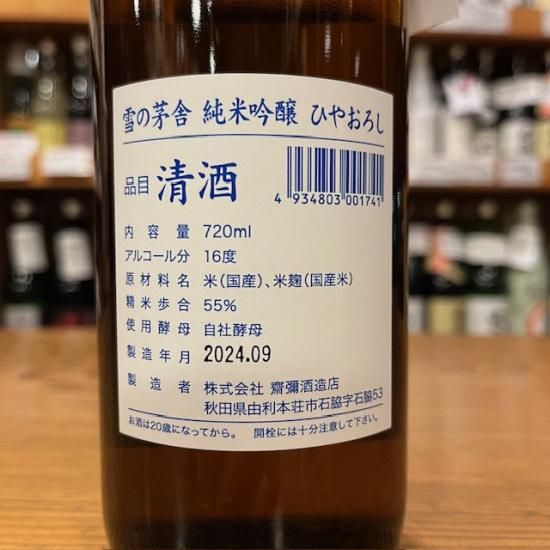 雪の茅舎 純米吟醸 ひやおろし
品目 清酒
4 934803 001741
内容量 720ml
アルコール分 16度
原材料名 米(国産)、米麹(国産米)
精米歩合 55%
使用酵母 自社酵母
製造年月 2024.09
製造者 株式会社 齋彌酒造店
秋田県由利本荘市石脇字石脇53
お酒は20歳になってから。 開栓には十分注意して下さい。